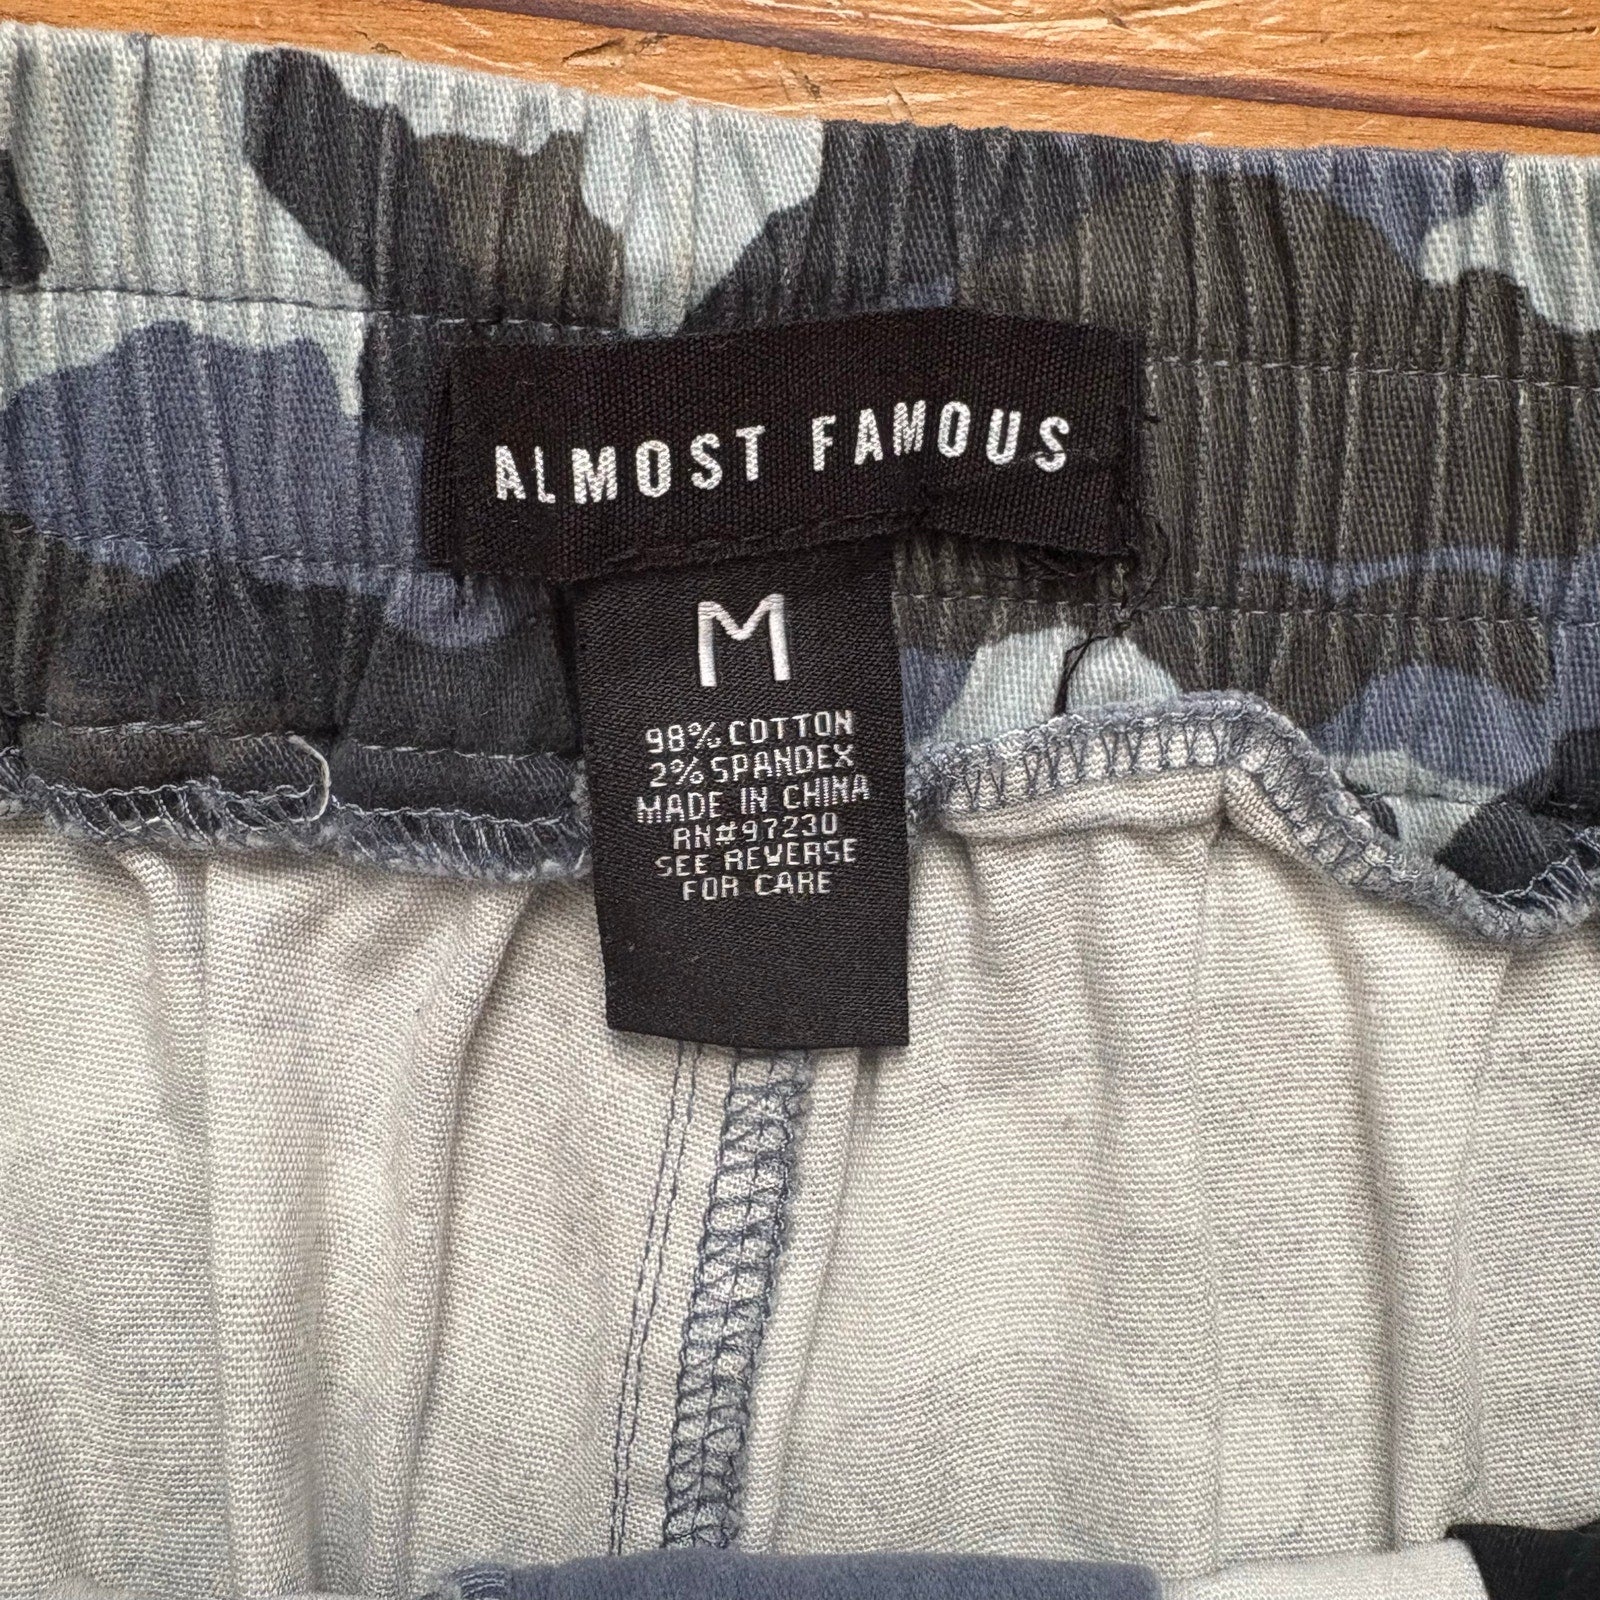 ALMOST FAMOUS
M
98% COTTON
2% SPANDEX
MADE IN CHINA
RN#97230
SEE REVERSE
FOR CARE